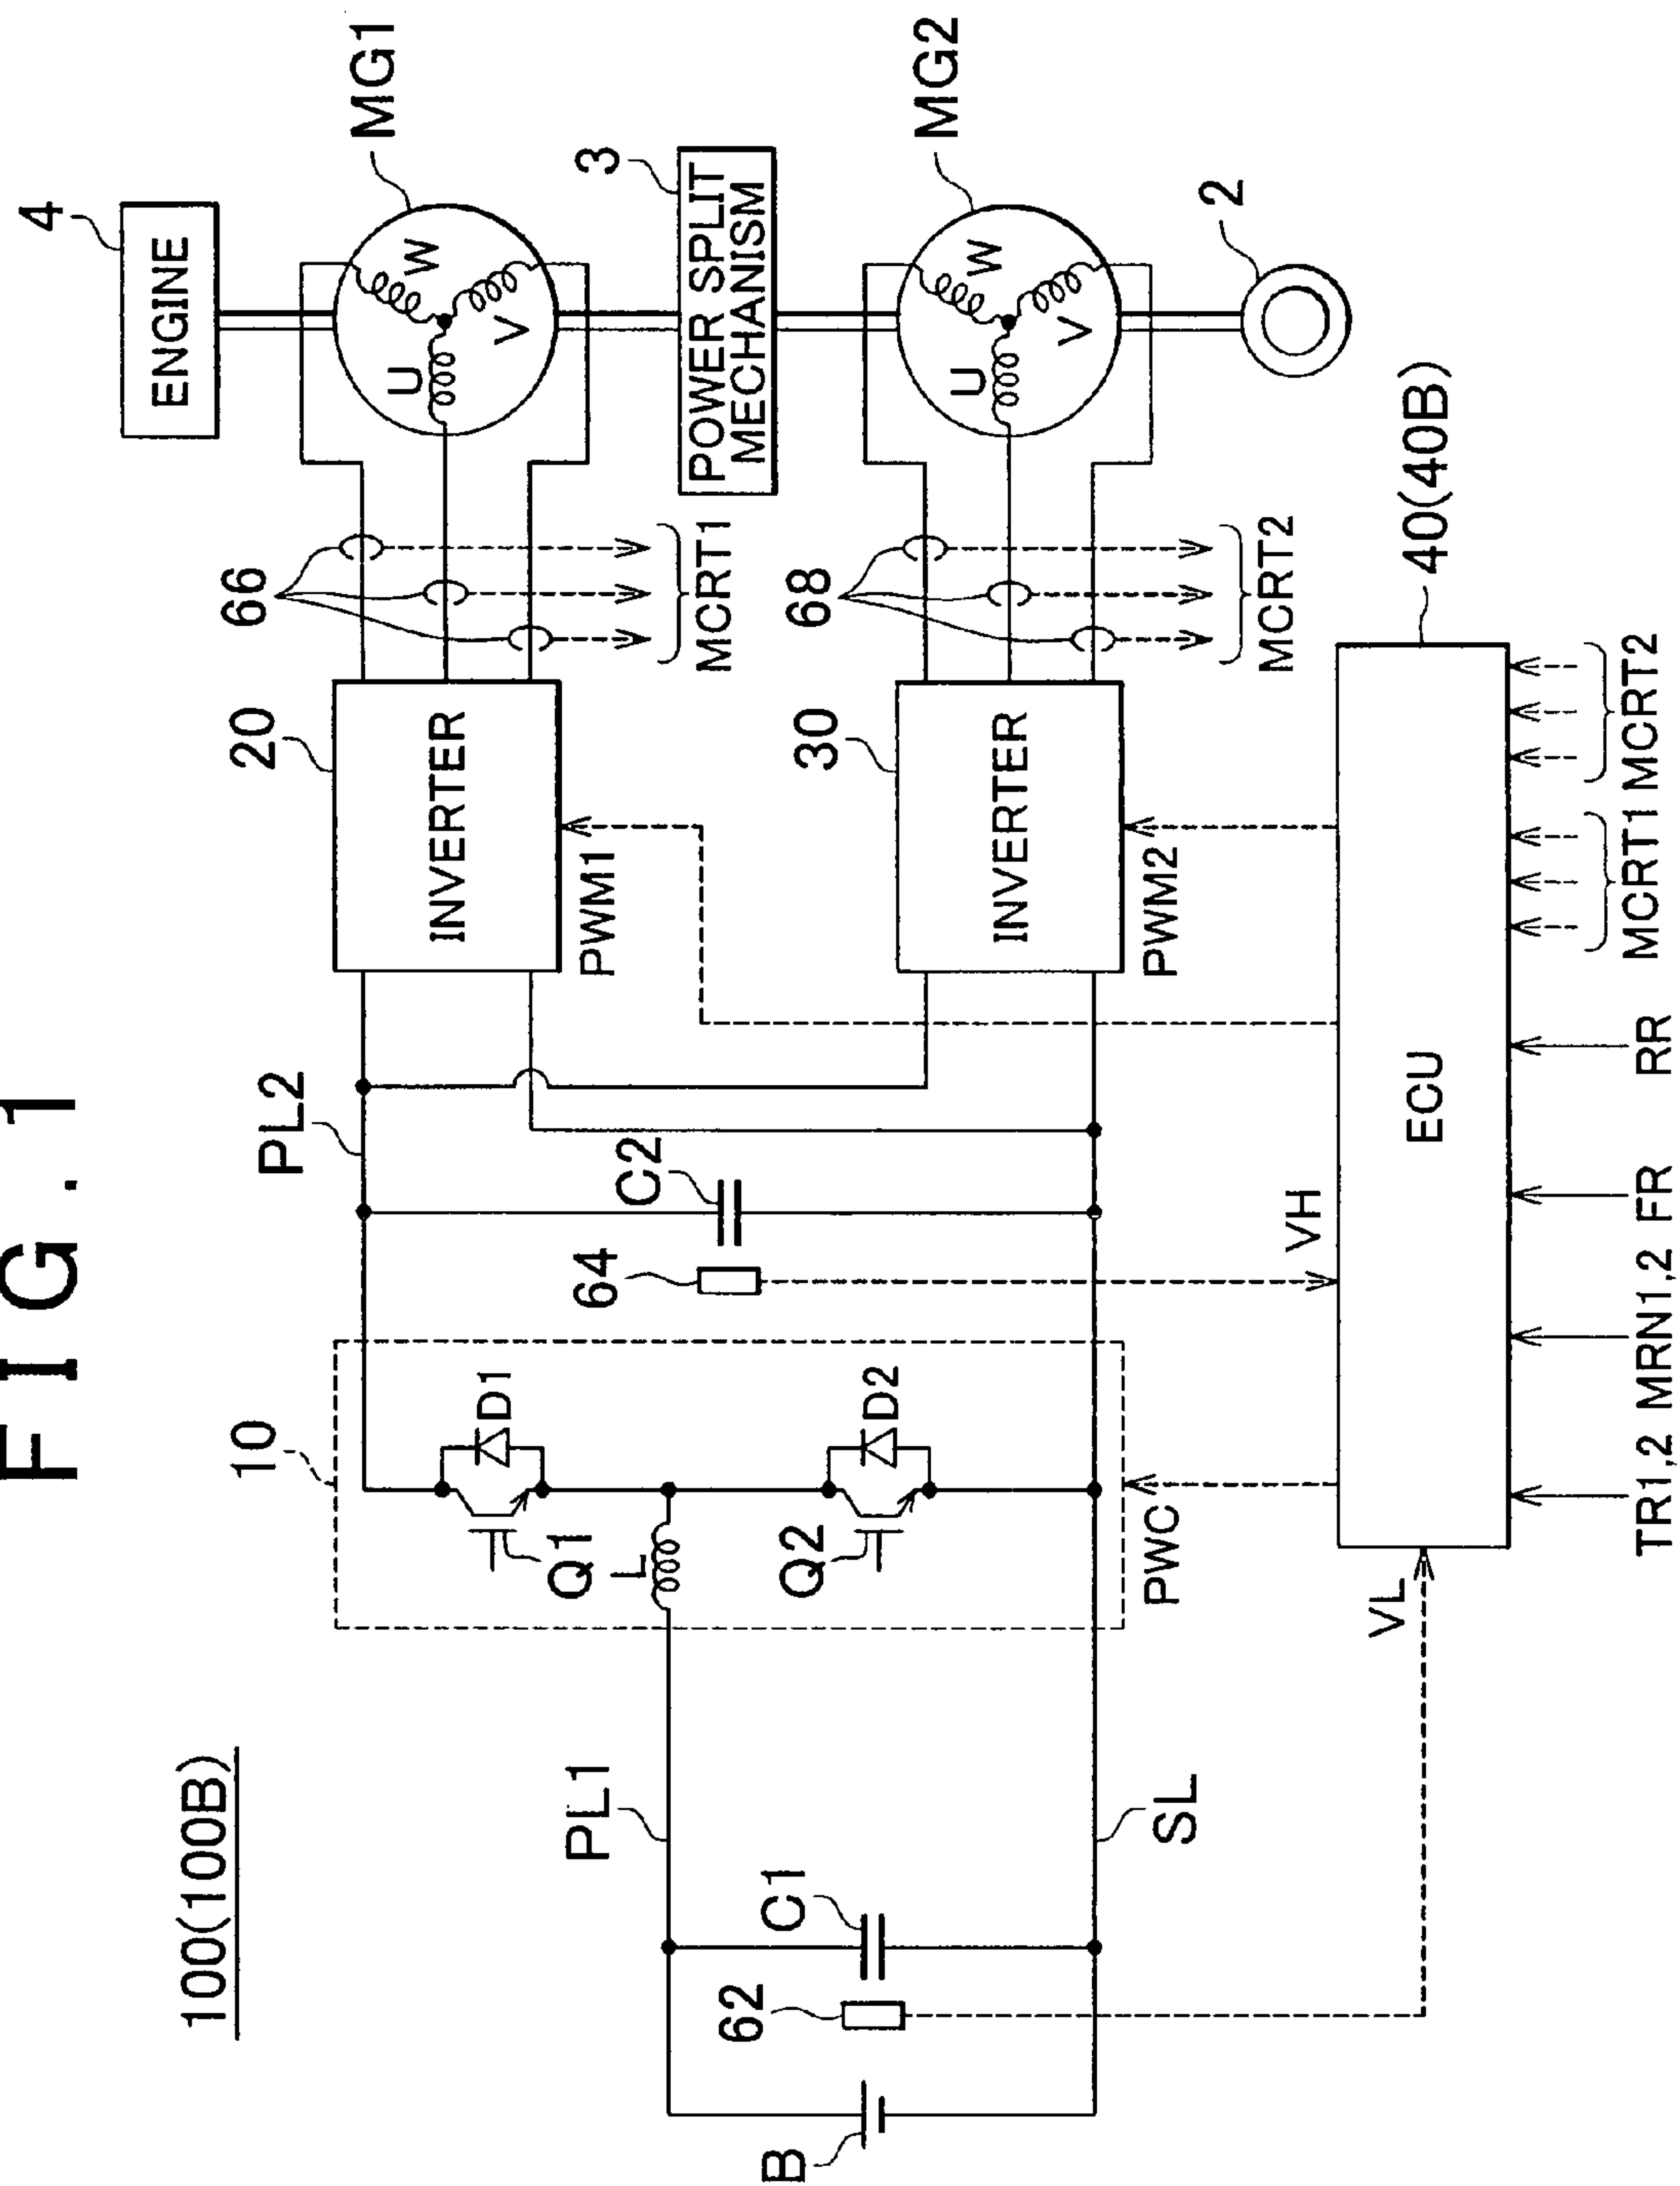 FIG. 1
100(100B)
4
ENGINE
MG1
W
U
V
66
20
INVERTER
PWM1
MCRT1
3
POWER SPLIT
MECHANISM
PL2
10
D1
Q1
L
C2
64
PL1
C1
62
B
D2
Q2
SL
MG2
W
U
V
68
30
INVERTER
PWM2
MCRT2
2
PWC
VH
VL
ECU
40(40B)
TR1,2
MRN1,2
FR
RR
MCRT1
MCRT2